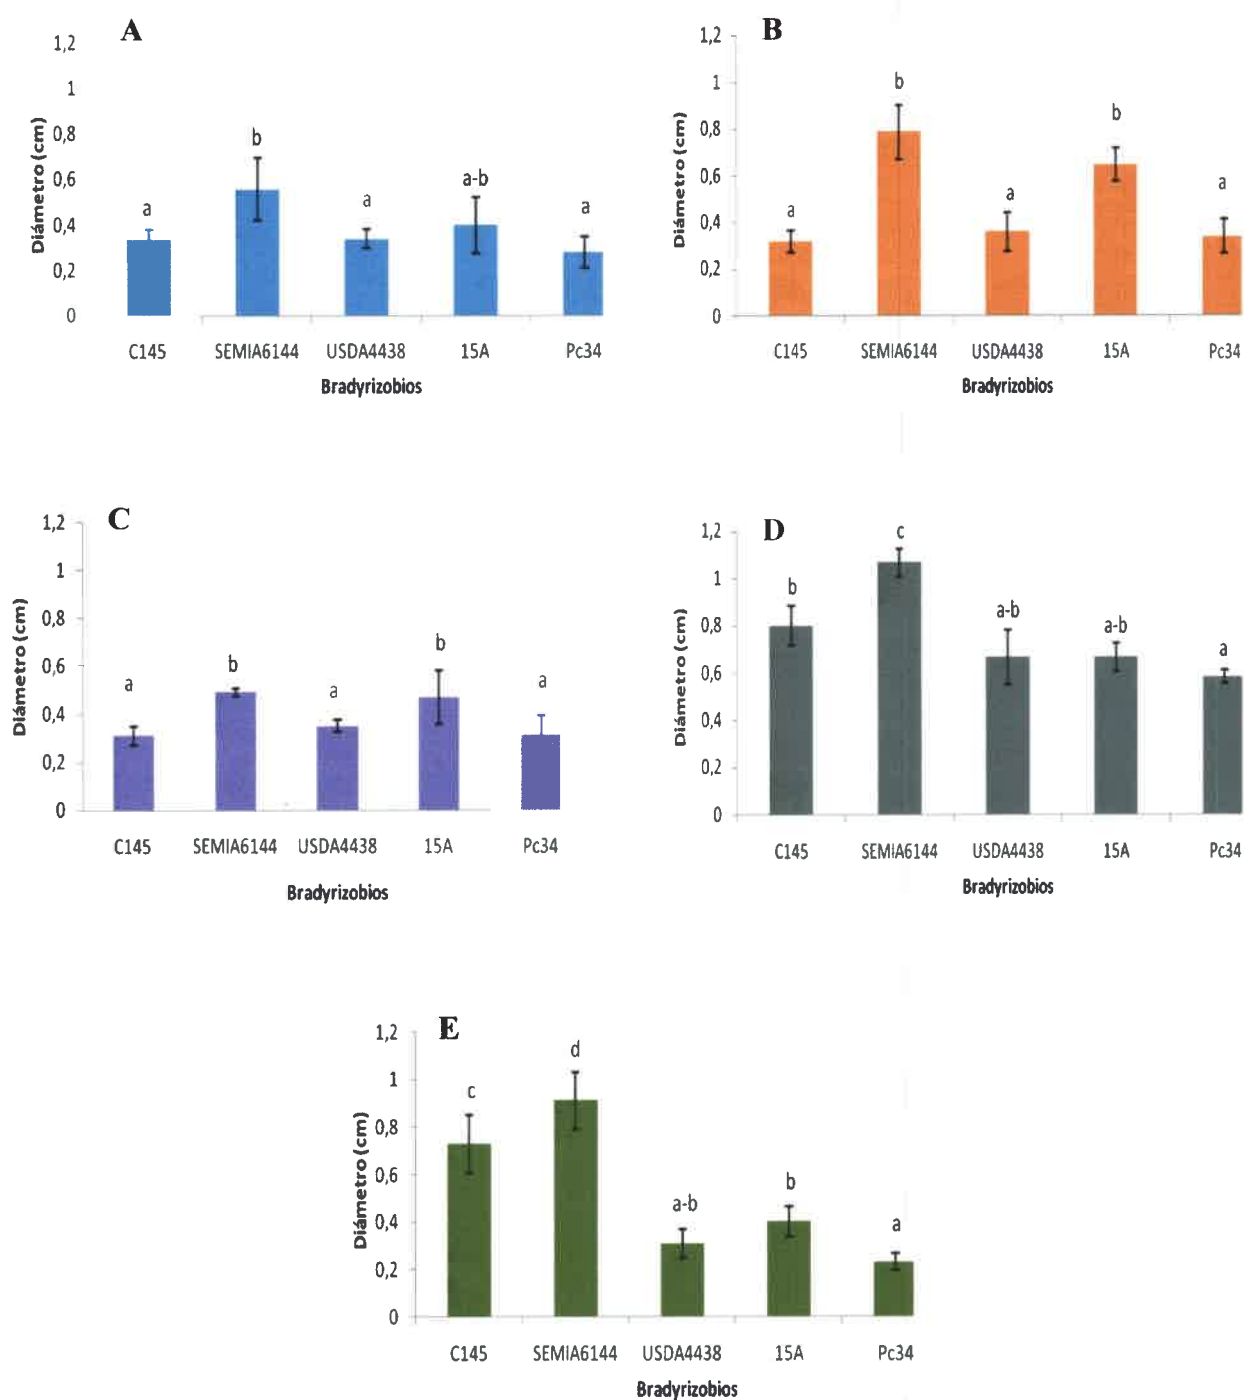 A
1,2
1
0,8
0,6
0,4
0,2
0
Diámetro (cm)
a
b
a
a-b
a
C145 SEMIA6144 USDA4438 15A Pc34
Bradyrizobios
B
1,2
1
0,8
0,6
0,4
0,2
0
Diámetro (cm)
a
b
a
b
a
C145 SEMIA6144 USDA4438 15A Pc34
Bradyrizobios
C
1,2
1
0,8
0,6
0,4
0,2
0
Diámetro (cm)
a
b
a
b
a
C145 SEMIA6144 USDA4438 15A Pc34
Bradyrizobios
D
1,2
1
0,8
0,6
0,4
0,2
0
Diámetro (cm)
b
c
a-b
a-b
a
C145 SEMIA6144 USDA4438 15A Pc34
Bradyrizobios
E
1,2
1
0,8
0,6
0,4
0,2
0
Diámetro (cm)
c
d
a-b
b
a
C145 SEMIA6144 USDA4438 15A Pc34
Bradyrizobios